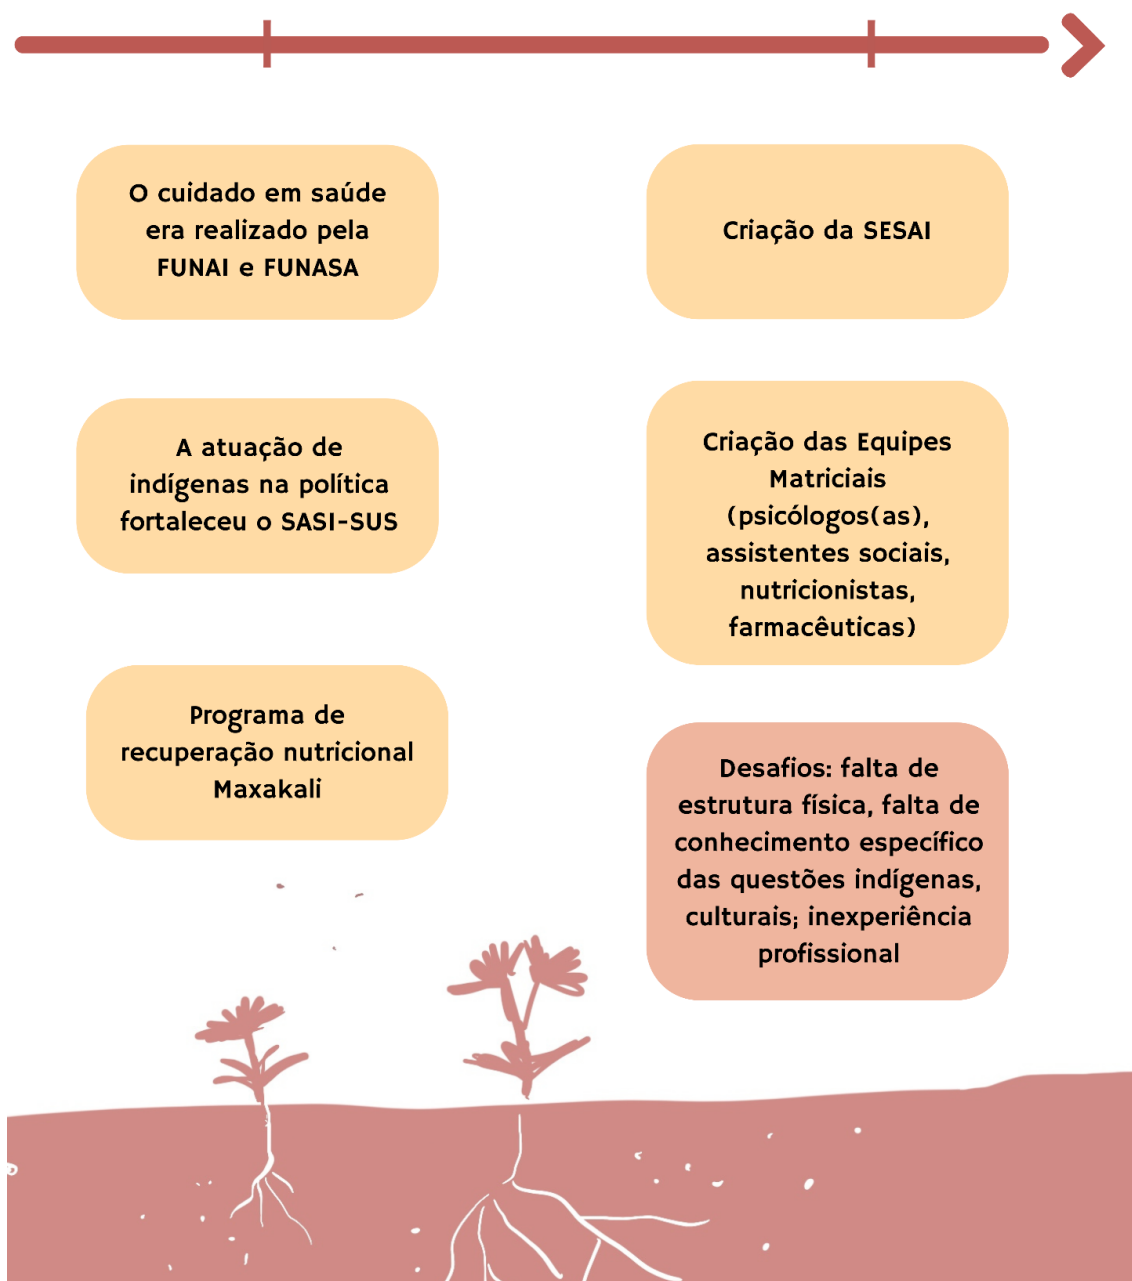 O cuidado em saúde
era realizado pela
FUNAI e FUNASA
A atuação de
indígenas na política
fortaleceu o SASI-SUS
Programa de
recuperação nutricional
Maxakali
Criação da SESAI
Criação das Equipes
Matriciais
(psicólogos(as),
assistentes sociais,
nutricionistas,
farmacêuticas)
Desafios: falta de
estrutura física, falta de
conhecimento específico
das questões indígenas,
culturais; inexperiência
profissional